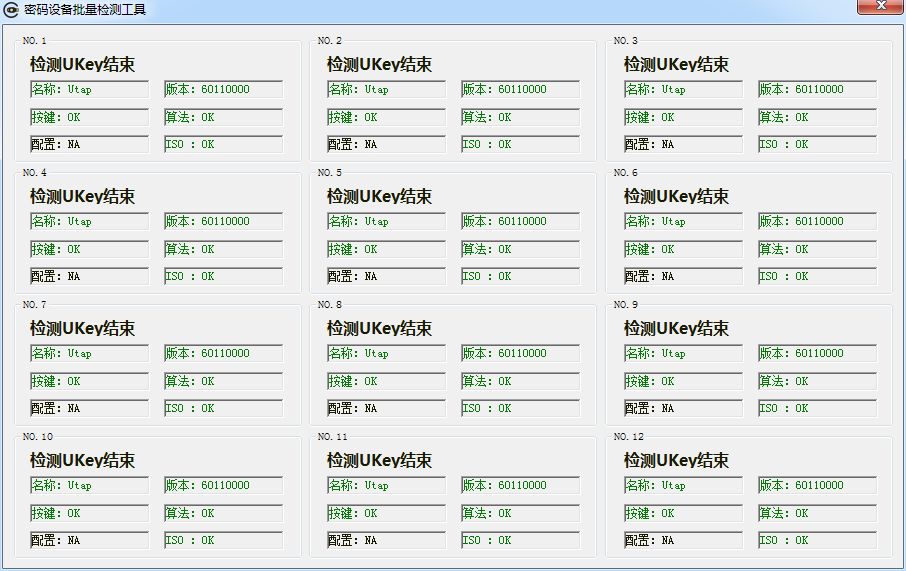 密码设备批量检测工具
NO.1
检测UKey结束
名称: Utap 版本: 60110000
按键: OK 算法: OK
配置: NA ISO : OK
NO.2
检测UKey结束
名称: Utap 版本: 60110000
按键: OK 算法: OK
配置: NA ISO : OK
NO.3
检测UKey结束
名称: Utap 版本: 60110000
按键: OK 算法: OK
配置: NA ISO : OK
NO.4
检测UKey结束
名称: Utap 版本: 60110000
按键: OK 算法: OK
配置: NA ISO : OK
NO.5
检测UKey结束
名称: Utap 版本: 60110000
按键: OK 算法: OK
配置: NA ISO : OK
NO.6
检测UKey结束
名称: Utap 版本: 60110000
按键: OK 算法: OK
配置: NA ISO : OK
NO.7
检测UKey结束
名称: Utap 版本: 60110000
按键: OK 算法: OK
配置: NA ISO : OK
NO.8
检测UKey结束
名称: Utap 版本: 60110000
按键: OK 算法: OK
配置: NA ISO : OK
NO.9
检测UKey结束
名称: Utap 版本: 60110000
按键: OK 算法: OK
配置: NA ISO : OK
NO.10
检测UKey结束
名称: Utap 版本: 60110000
按键: OK 算法: OK
配置: NA ISO : OK
NO.11
检测UKey结束
名称: Utap 版本: 60110000
按键: OK 算法: OK
配置: NA ISO : OK
NO.12
检测UKey结束
名称: Utap 版本: 60110000
按键: OK 算法: OK
配置: NA ISO : OK